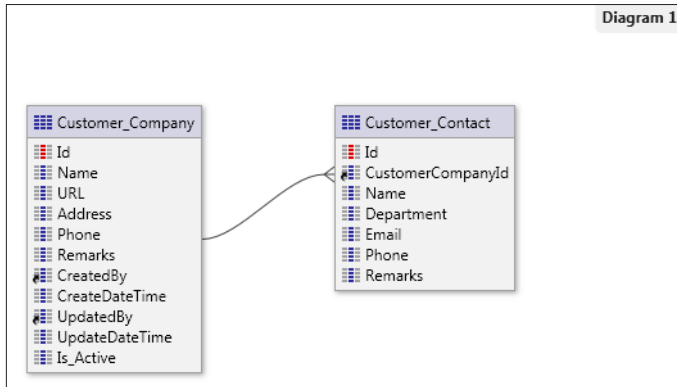 Diagram 1
Customer_Company
Id
Name
URL
Address
Phone
Remarks
CreatedBy
CreateDateTime
UpdatedBy
UpdateDateTime
Is_Active
Customer_Contact
Id
CustomerCompanyId
Name
Department
Email
Phone
Remarks